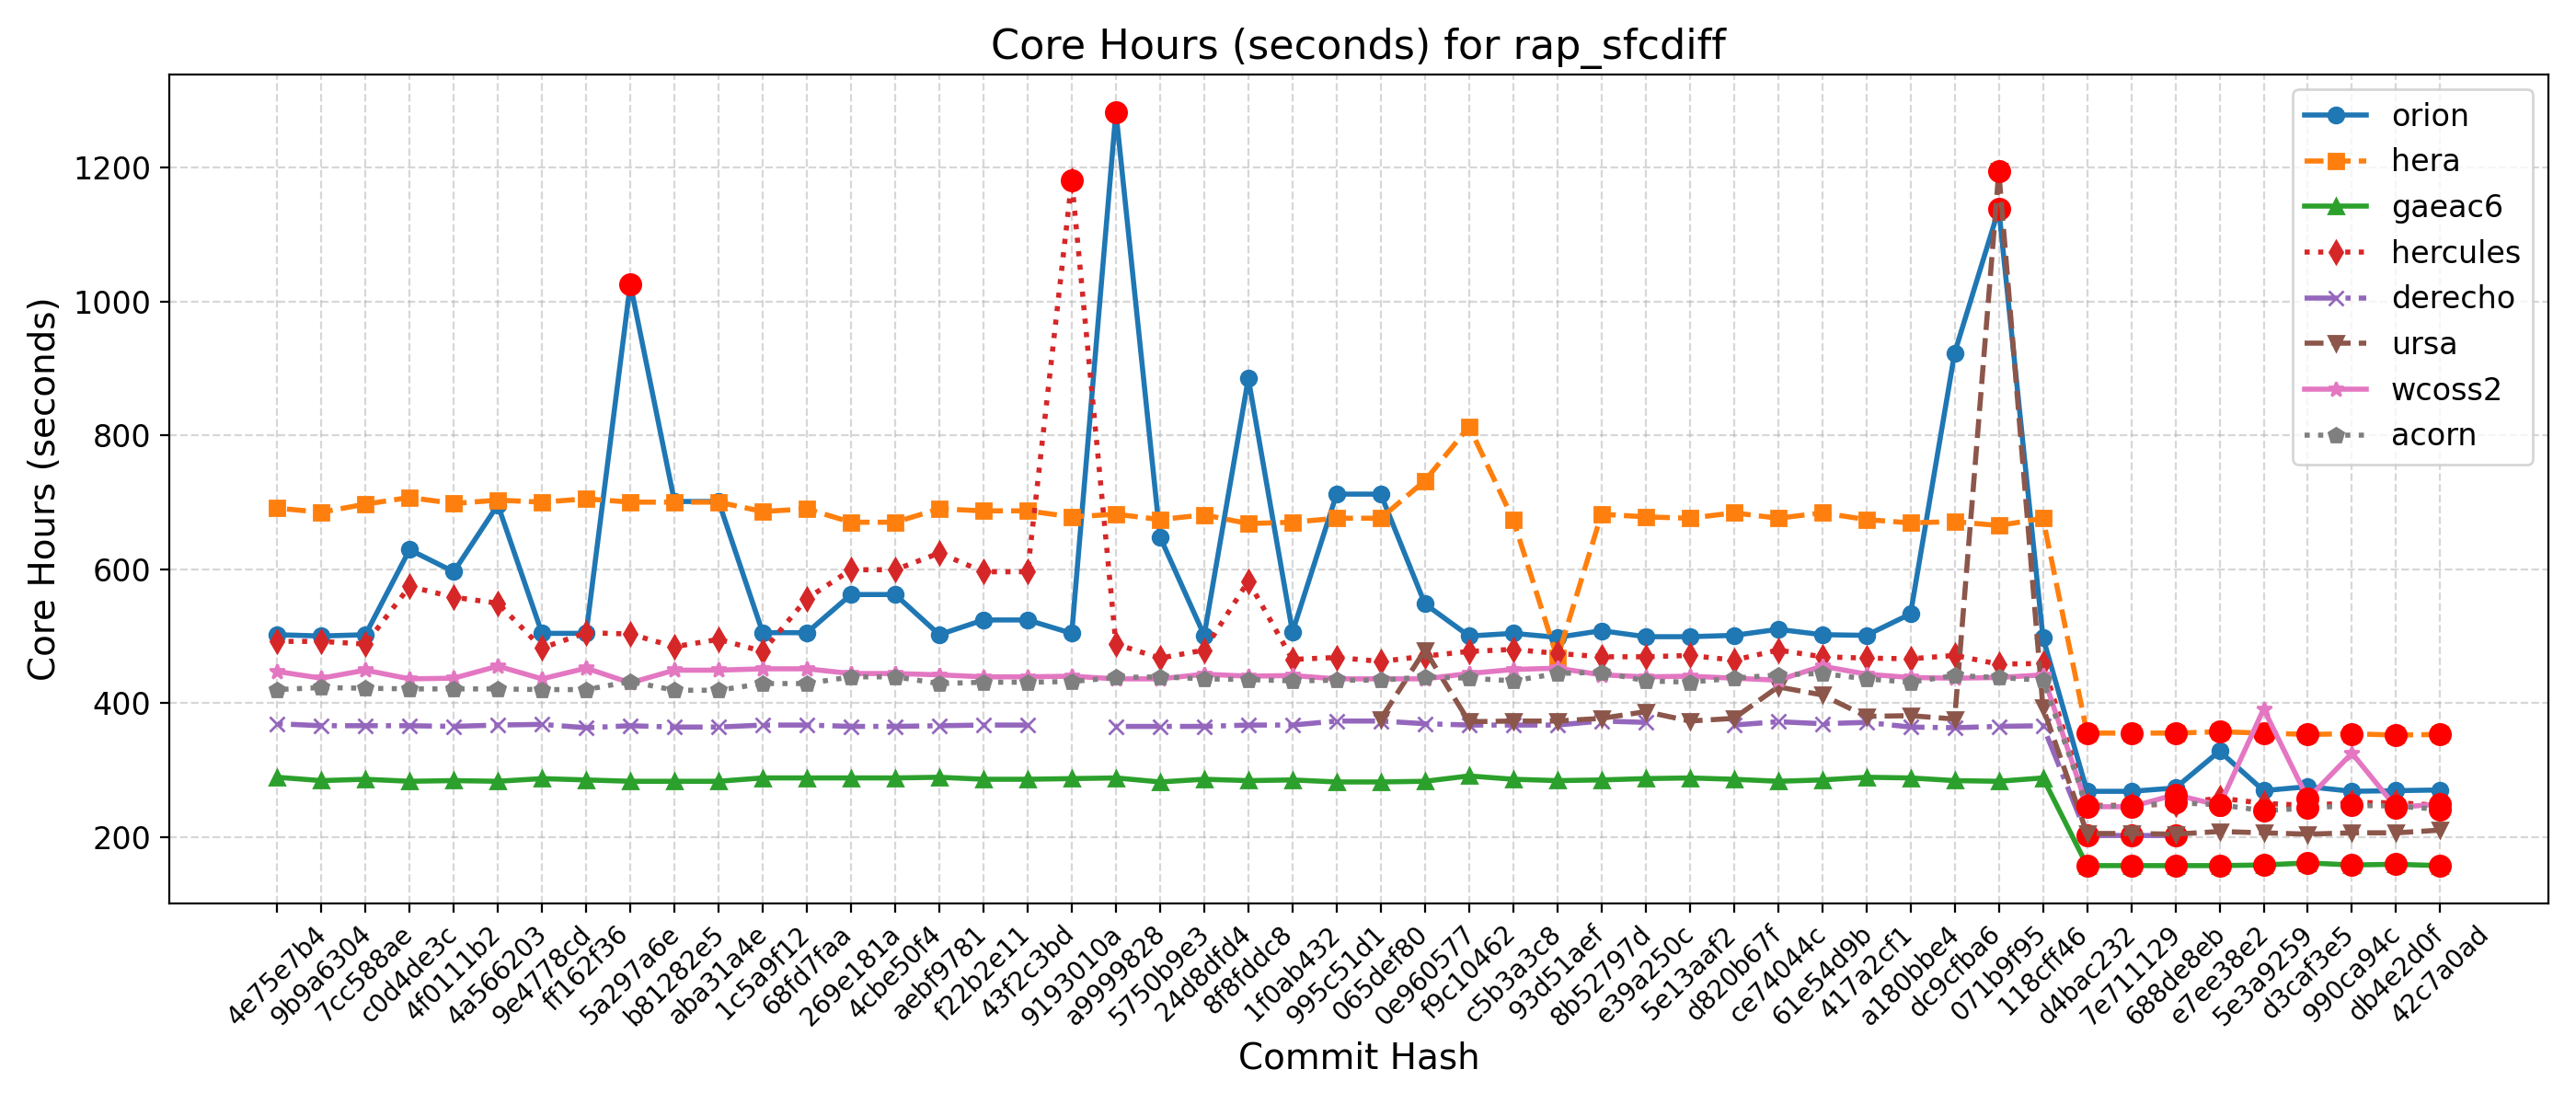 Core Hours (seconds) for rap_sfcdiff
Core Hours (seconds)
1200
1000
800
600
400
200
orion
hera
gaeac6
hercules
derecho
ursa
wcoss2
acorn
4e75e7b4
9b9a6304
7cc588ae
c0d4de3c
4f0111b2
4a566203
9e4778cd
ff162f36
5a297a6e
b81282e5
aba31a4e
1c5a9f12
68fd7faa
269e181a
4cbe50f4
aebf9781
f22b2e11
43f2c3bd
9193010a
a9999828
5750b9e3
24d8dfd4
8f8fddc8
1f0ab432
995c51d1
065def80
0e960577
f9c10462
c5b3a3c8
93d51aef
8b52797d
e39a250c
5e13aaf2
d820b67f
ce74044c
61e54d9b
417a2cf1
a180bbe4
dc9cfba6
071b9f95
118cff46
d4bac232
7e711129
688de8eb
e7ee38e2
5e3a9259
d3caf3e5
990ca94c
db4e2d0f
42c7a0ad
Commit Hash